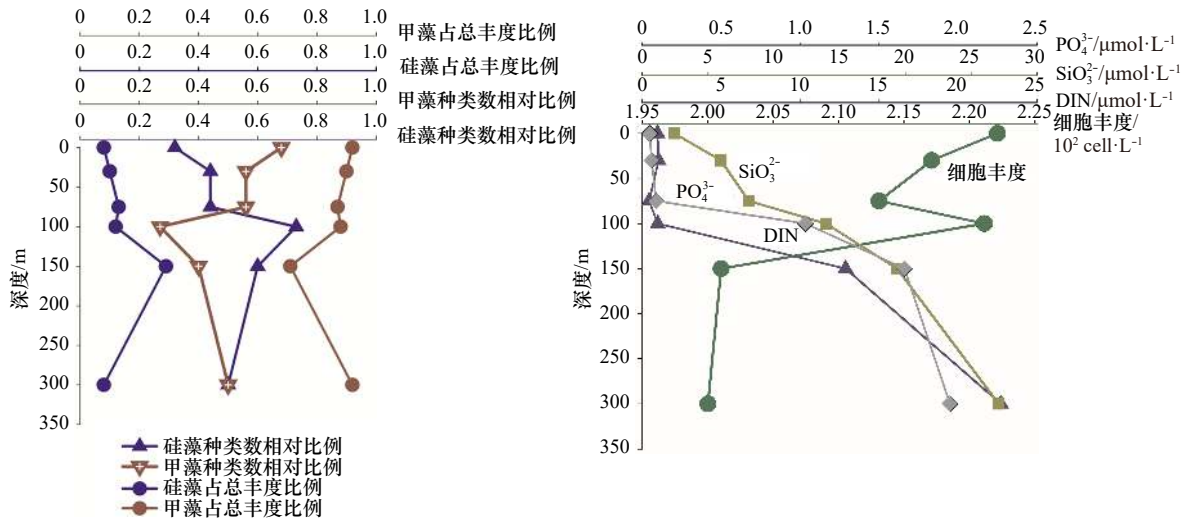 0 0.2 0.4 0.6 0.8 1.0
甲藻占总丰度比例
0 0.2 0.4 0.6 0.8 1.0
硅藻占总丰度比例
0 0.2 0.4 0.6 0.8 1.0
甲藻种类数相对比例
0 0.2 0.4 0.6 0.8 1.0
硅藻种类数相对比例
0
50
100
150
200
250
300
350
深度/m
硅藻种类数相对比例
甲藻种类数相对比例
硅藻占总丰度比例
甲藻占总丰度比例
0 0.5 1.0 1.5 2.0 2.5
PO₄³⁻/μmol·L⁻¹
0 5 10 15 20 25 30
SiO₃²⁻/μmol·L⁻¹
0 5 10 15 20 25
DIN/μmol·L⁻¹
1.95 2.00 2.05 2.10 2.15 2.20 2.25
细胞丰度/
10² cell·L⁻¹
0
50
100
150
200
250
300
350
深度/m
SiO₃²⁻
细胞丰度
PO₄³⁻
DIN